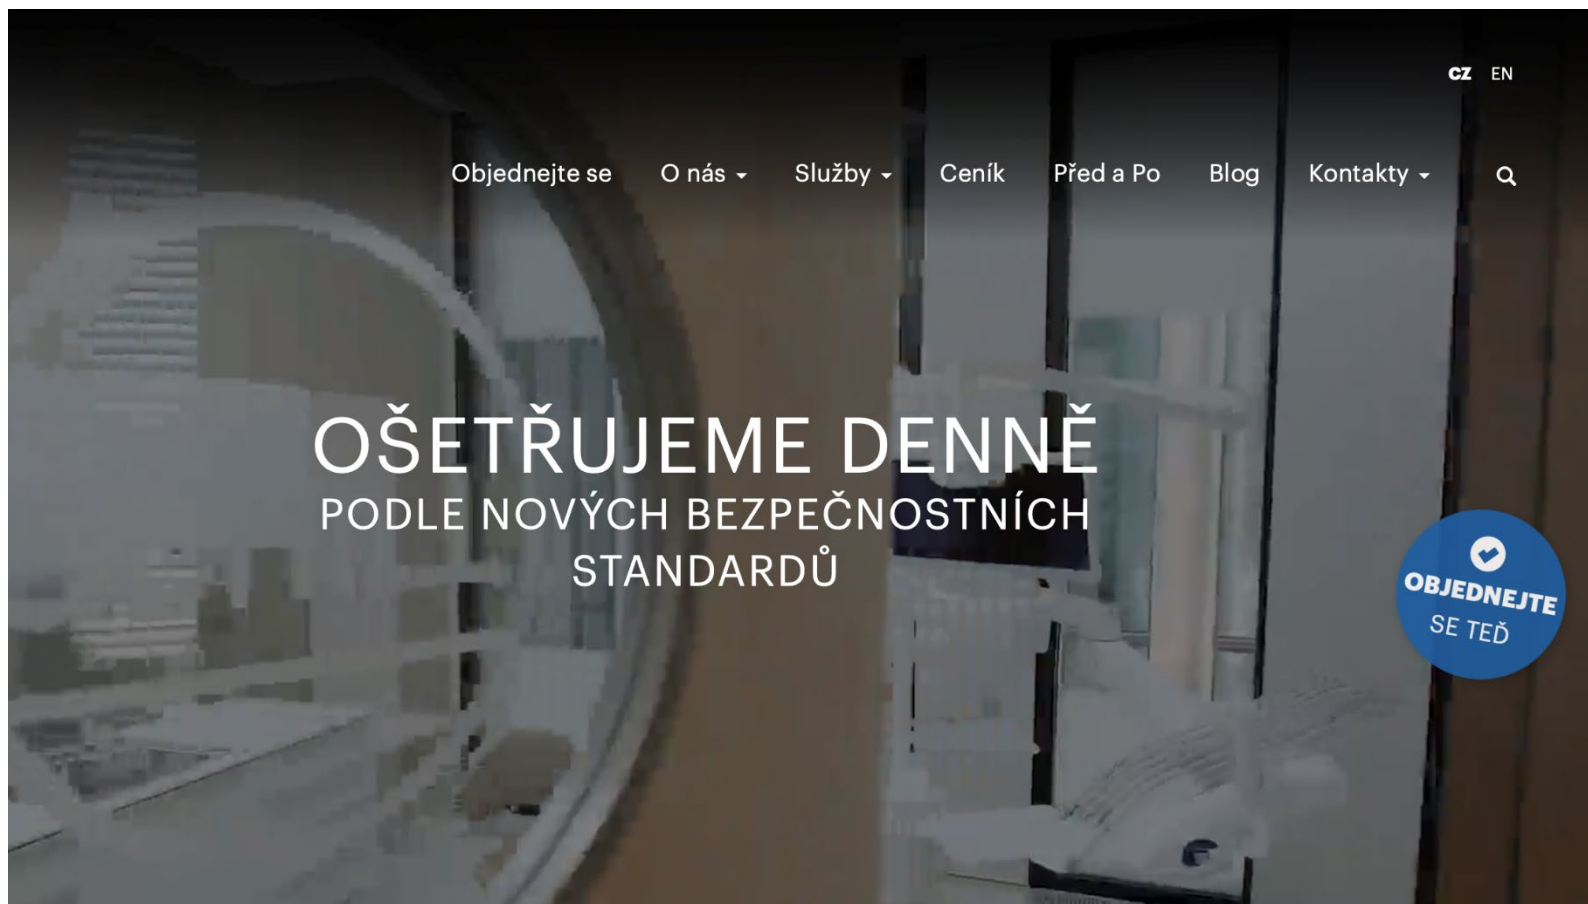 CZ EN
Objednejte se O nás Služby Ceník Před a Po Blog Kontakty
OŠETŘUJEME DENNĚ
PODLE NOVÝCH BEZPEČNOSTNÍCH
STANDARDŮ
OBJEDNEJTE
SE TEĎ